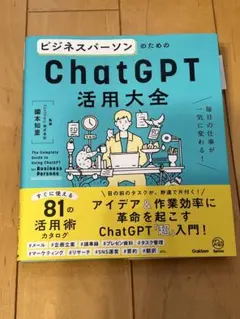 ビジネスパーソンのための
ChatGPT
活用大全
毎日の仕事が
一気に変わる!
監修
國本知里
The Complete
Guide to
Using ChatGPT
for Business
Persons
すぐに使える
81の
活用術
カタログ
目の前のタスクが、秒速で片付く!
アイデア&作業効率に
革命を起こす
ChatGPT「超」入門!
#メール #企画立案 #議事録 #プレゼン資料 #タスク管理
#マーケティング #リサーチ #SNS運営 #要約 #翻訳
Gakken